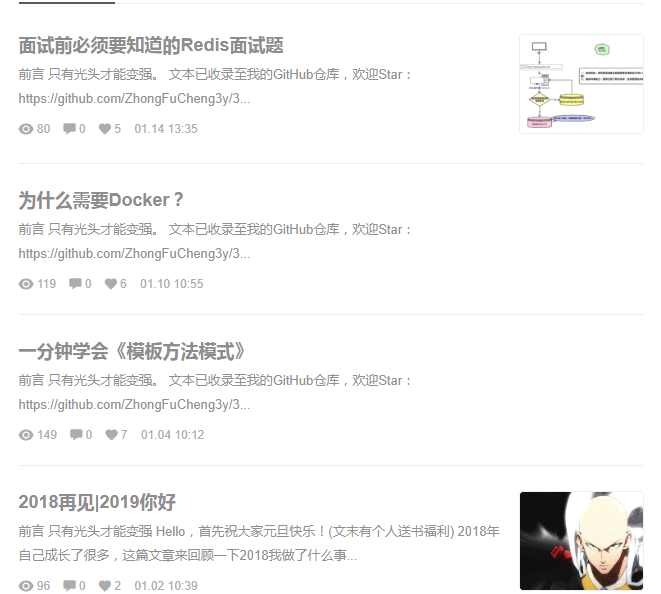 面试前必须要知道的Redis面试题
前言 只有光头才能变强。 文本已收录至我的GitHub仓库，欢迎Star：
https://github.com/ZhongFuCheng3y/3...
80 0 5 01.14 13:35
为什么需要Docker？
前言 只有光头才能变强。 文本已收录至我的GitHub仓库，欢迎Star：
https://github.com/ZhongFuCheng3y/3...
119 0 6 01.10 10:55
一分钟学会《模板方法模式》
前言 只有光头才能变强。 文本已收录至我的GitHub仓库，欢迎Star：
https://github.com/ZhongFuCheng3y/3...
149 0 7 01.04 10:12
2018再见|2019你好
前言 只有光头才能变强 Hello，首先祝大家元旦快乐！(文末有个人送书福利) 2018年
自己成长了很多，这篇文章来回顾一下2018我做了什么事...
96 0 2 01.02 10:39